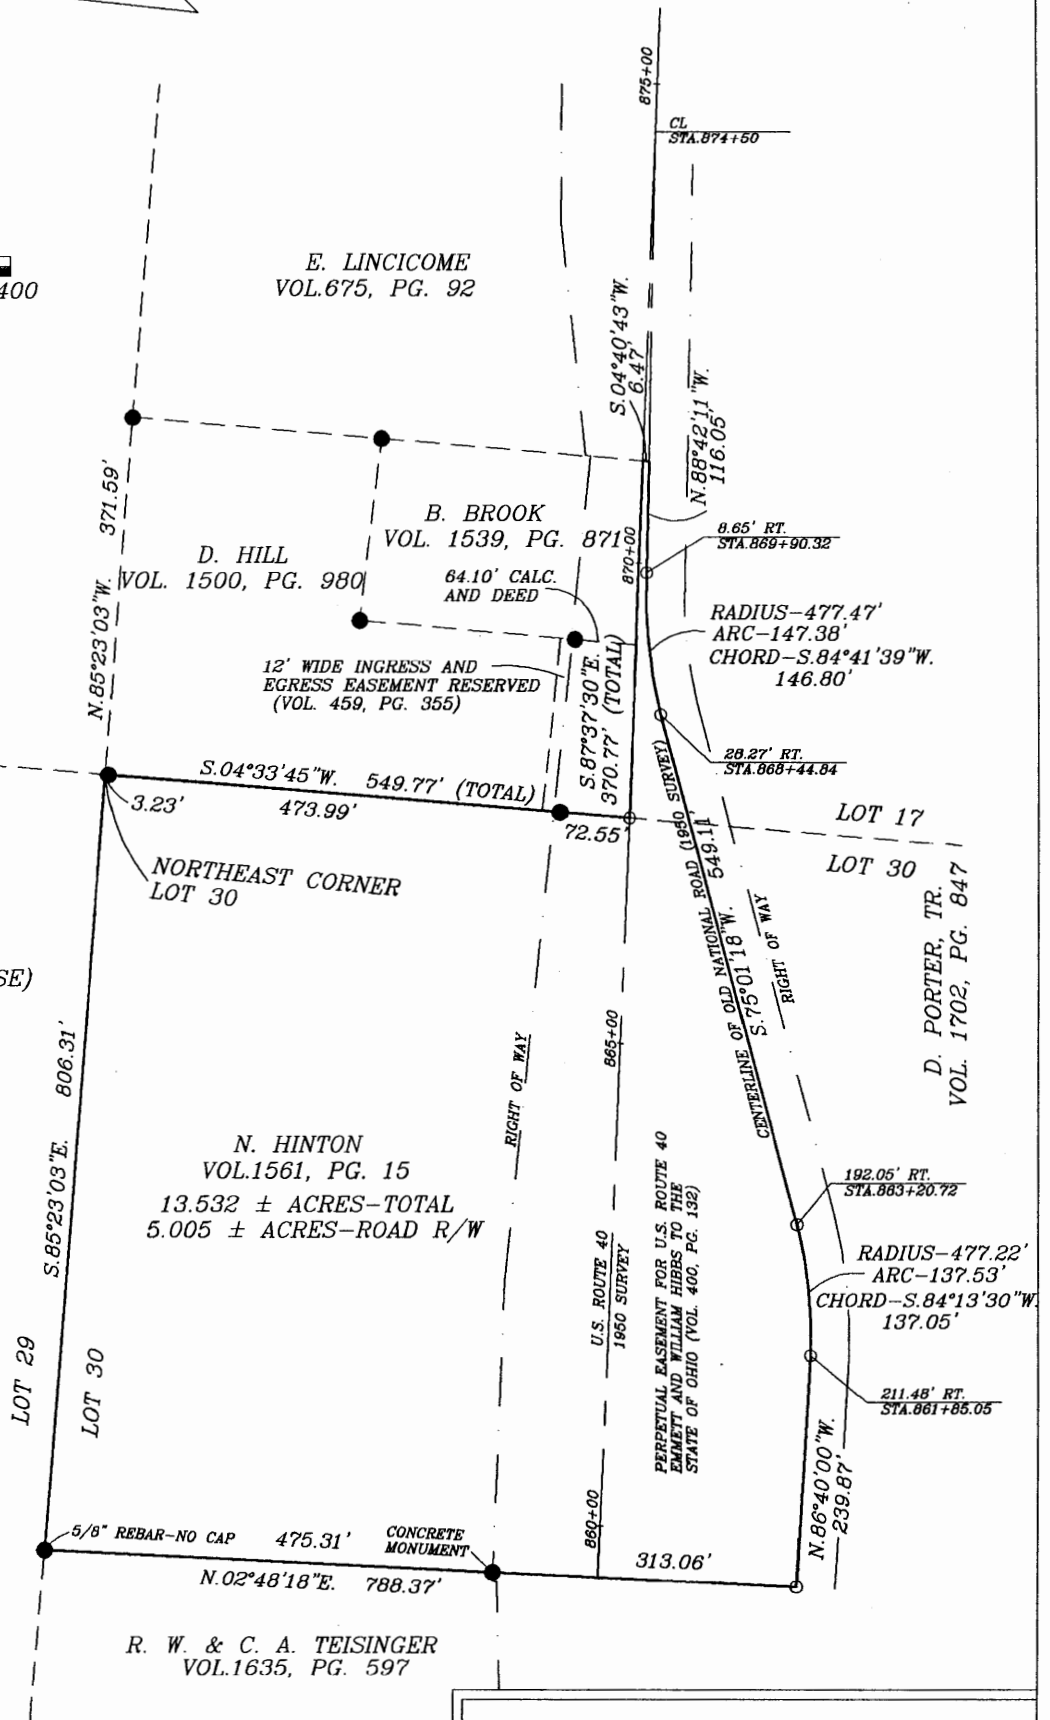 875+00
CL
STA.874+50
E. LINCICOME
VOL.675, PG. 92
400
S.04°40'43"W.
6.47'
N.88°42'11"W.
116.05'
371.59'
N.85°23'03"W.
B. BROOK
VOL. 1539, PG. 871
870+00
8.65' RT.
STA.869+90.32
D. HILL
VOL. 1500, PG. 980
64.10' CALC.
AND DEED
RADIUS-477.47'
ARC-147.38'
CHORD-S.84°41'39"W.
146.80'
12' WIDE INGRESS AND
EGRESS EASEMENT RESERVED
(VOL. 459, PG. 355)
S.87°37'30"E.
370.77' (TOTAL)
28.27' RT.
STA.868+44.84
S.04°33'45"W. 549.77' (TOTAL)
3.23'
473.99'
72.55'
LOT 17
LOT 30
NORTHEAST CORNER
LOT 30
CENTERLINE OF OLD NATIONAL ROAD (1950 SURVEY)
S.75°01'18"W. 549.11'
RIGHT OF WAY
D. PORTER, TR.
VOL. 1702, PG. 847
SE)
S.85°23'03"E. 806.31'
RIGHT OF WAY
865+00
N. HINTON
VOL.1561, PG. 15
13.532 ± ACRES-TOTAL
5.005 ± ACRES-ROAD R/W
U.S. ROUTE 40
1950 SURVEY
PERPETUAL EASEMENT FOR U.S. ROUTE 40
EMMETT AND WILLIAM HIBBS TO THE
STATE OF OHIO (VOL. 400, PG. 132)
192.05' RT.
STA.863+20.72
RADIUS-477.22'
ARC-137.53'
CHORD-S.84°13'30"W.
137.05'
211.48' RT.
STA.861+85.05
LOT 29
LOT 30
N.86°40'00"W.
239.87'
860+00
5/8" REBAR-NO CAP
475.31'
CONCRETE
MONUMENT
313.06'
N.02°48'18"E. 788.37'
R. W. & C. A. TEISINGER
VOL.1635, PG. 597